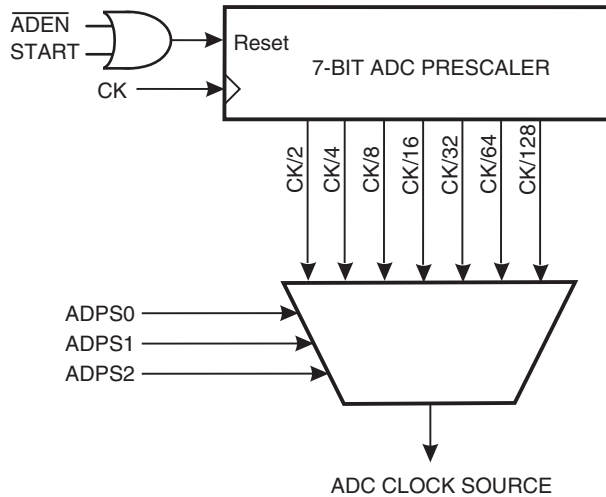 ADEN
START
Reset
7-BIT ADC PRESCALER
CK
CK/2
CK/4
CK/8
CK/16
CK/32
CK/64
CK/128
ADPS0
ADPS1
ADPS2
ADC CLOCK SOURCE